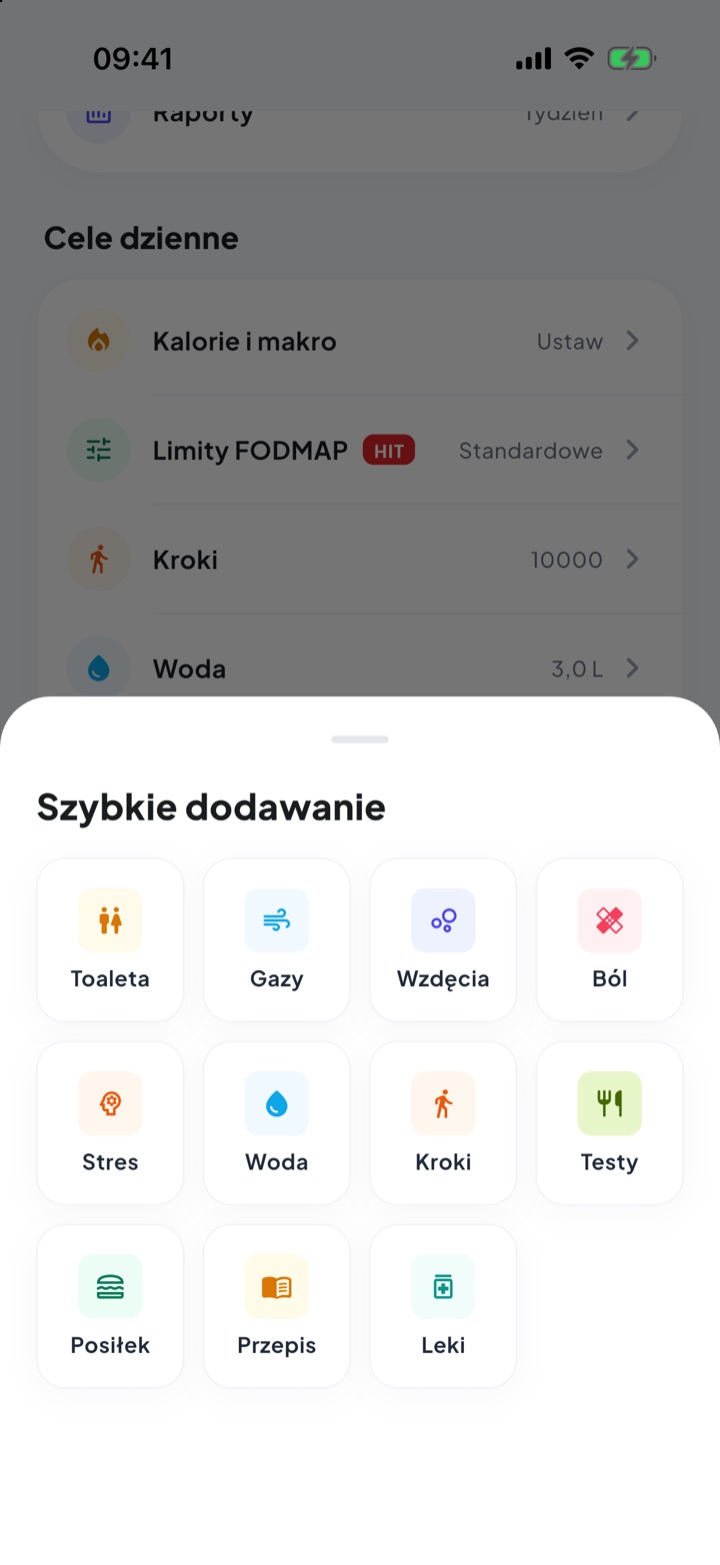 09:41
Raporty Tydzień
Cele dzienne
Kalorie i makro Ustaw
Limity FODMAP HIT Standardowe
Kroki 10000
Woda 3,0 L
Szybkie dodawanie
Toaleta Gazy Wzdęcia Ból
Stres Woda Kroki Testy
Posiłek Przepis Leki